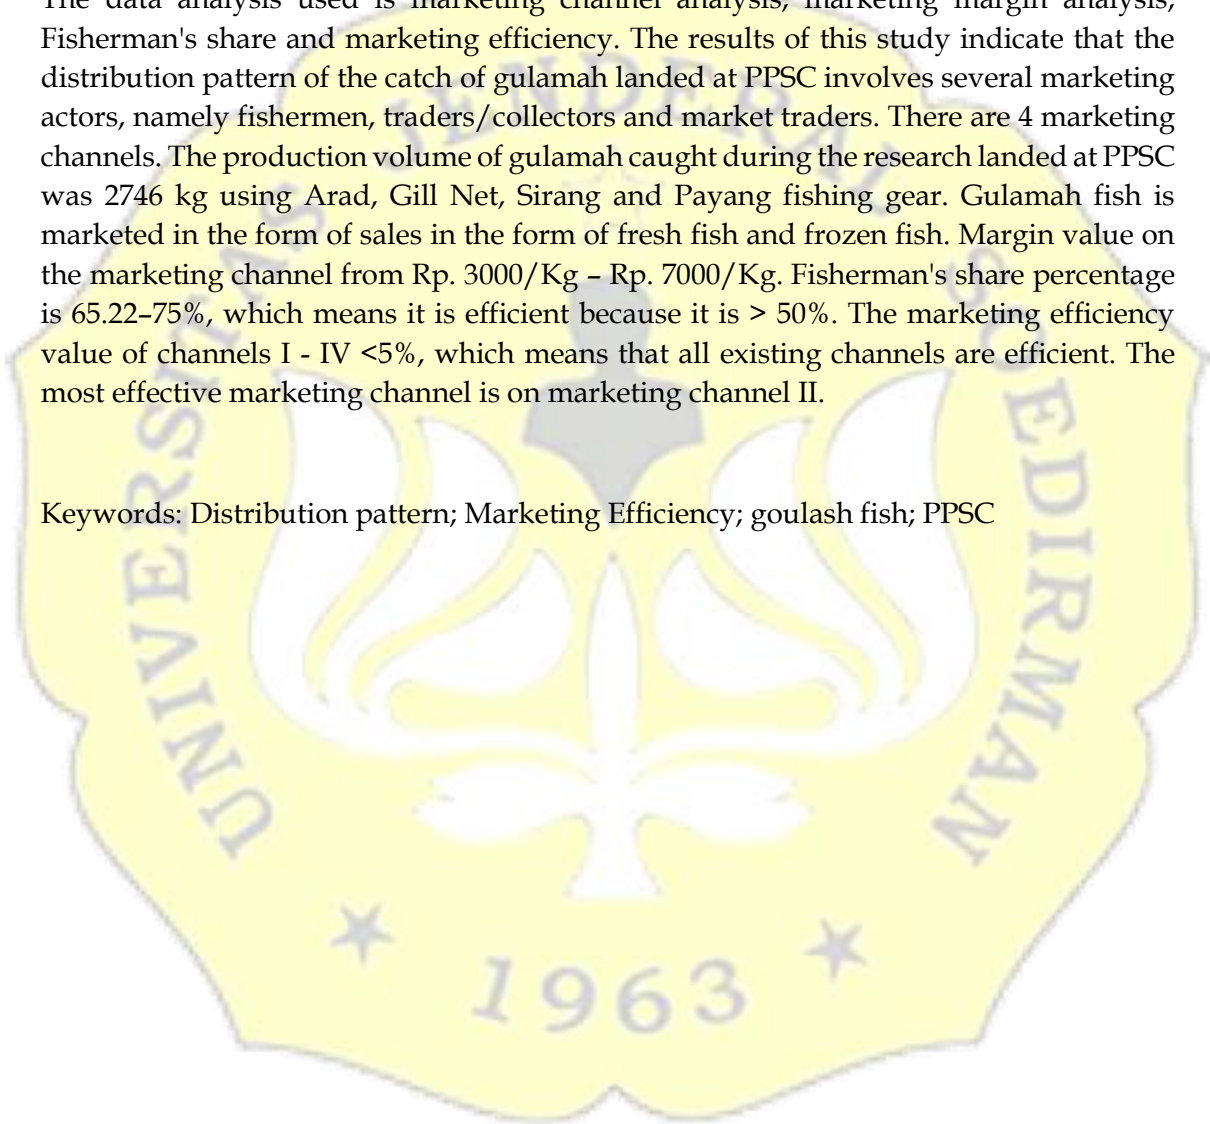 The data analysis used is marketing channel analysis, marketing margin analysis,
Fisherman's share and marketing efficiency. The results of this study indicate that the
distribution pattern of the catch of gulamah landed at PPSC involves several marketing
actors, namely fishermen, traders/collectors and market traders. There are 4 marketing
channels. The production volume of gulamah caught during the research landed at PPSC
was 2746 kg using Arad, Gill Net, Sirang and Payang fishing gear. Gulamah fish is
marketed in the form of sales in the form of fresh fish and frozen fish. Margin value on
the marketing channel from Rp. 3000/Kg – Rp. 7000/Kg. Fisherman's share percentage
is 65.22–75%, which means it is efficient because it is > 50%. The marketing efficiency
value of channels I - IV <5%, which means that all existing channels are efficient. The
most effective marketing channel is on marketing channel II.
Keywords: Distribution pattern; Marketing Efficiency; goulash fish; PPSC
UNIVERSITAS JENDERAL SOEDIRMAN
1963